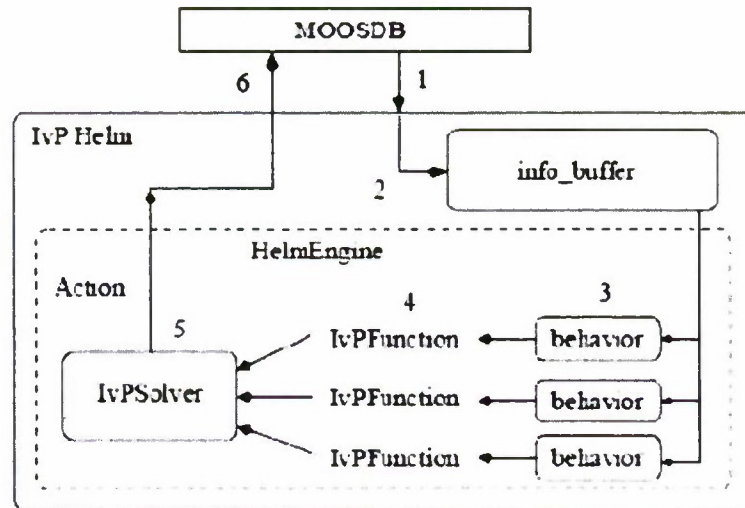 MOOSDB
6
1
IvP Helm
2
info_buffer
HelmEngine
Action
4
3
5
IvPFunction
behavior
IvPSolver
IvPFunction
behavior
IvPFunction
behavior